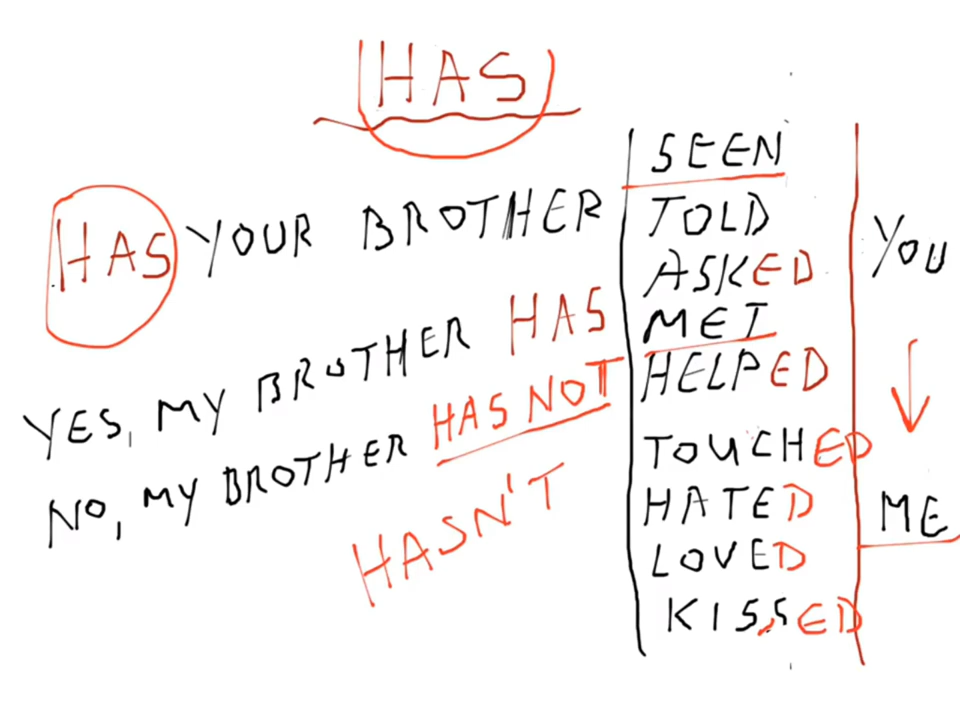 HAS
HAS YOUR BROTHER
YES, MY BROTHER HAS
NO, MY BROTHER HAS NOT
HASN'T
SEEN
TOLD
ASKED
MET
HELPED
TOUCHED
HATED
LOVED
KISSED
YOU
ME